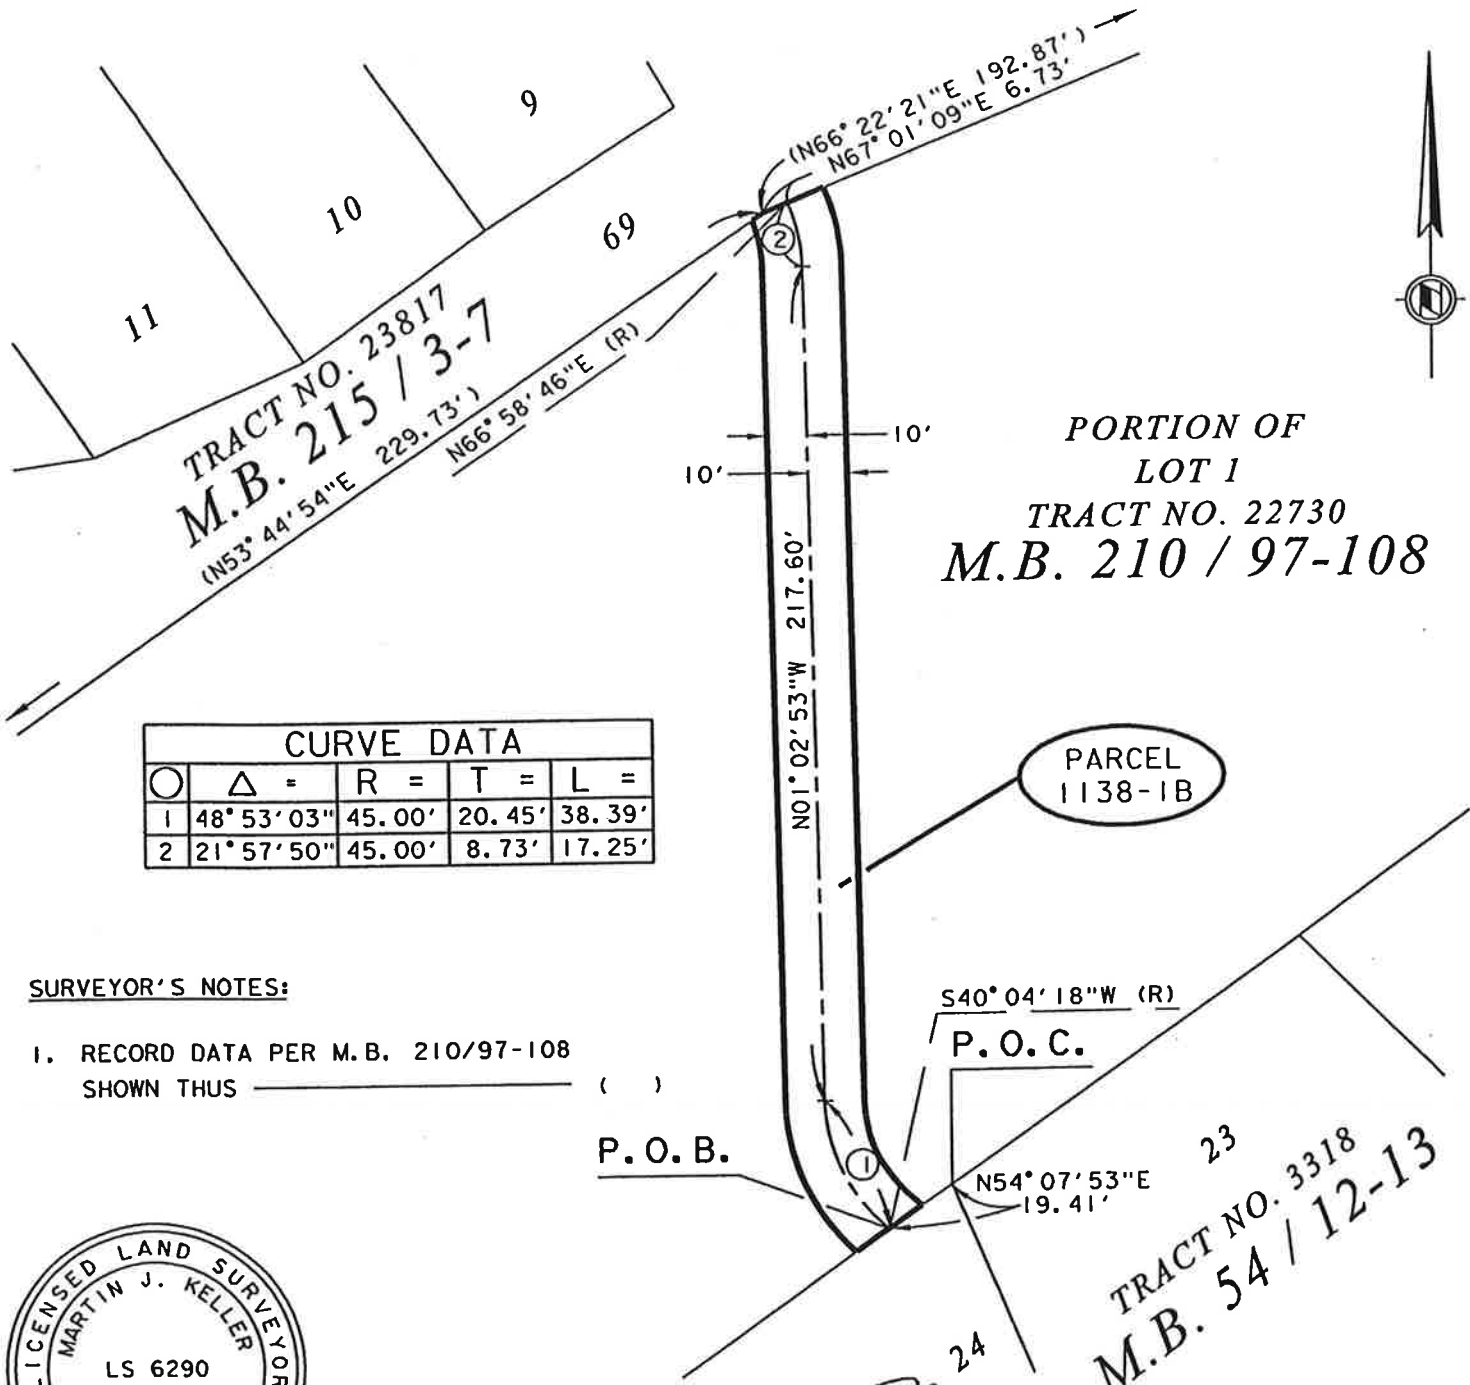 (N66°22'21"E 192.87')
N67°01'09"E 6.73'
9
10
69
11
2
TRACT NO. 23817
M.B. 215 / 3-7
(N53°44'54"E 229.73')
N66°58'46"E (R)
10'
10'
PORTION OF
LOT 1
TRACT NO. 22730
M.B. 210 / 97-108
N01°02'53"W 217.60'
CURVE DATA
Δ = R = T = L =
1 48°53'03" 45.00' 20.45' 38.39'
2 21°57'50" 45.00' 8.73' 17.25'
PARCEL
1138-1B
SURVEYOR'S NOTES:
1. RECORD DATA PER M.B. 210/97-108
SHOWN THUS ( )
S40°04'18"W (R)
P.O.C.
P.O.B.
1
N54°07'53"E
19.41'
23
TRACT NO. 3318
M.B. 54 / 12-13
24
LICENSED LAND SURVEYOR
MARTIN J. KELLER
LS 6290